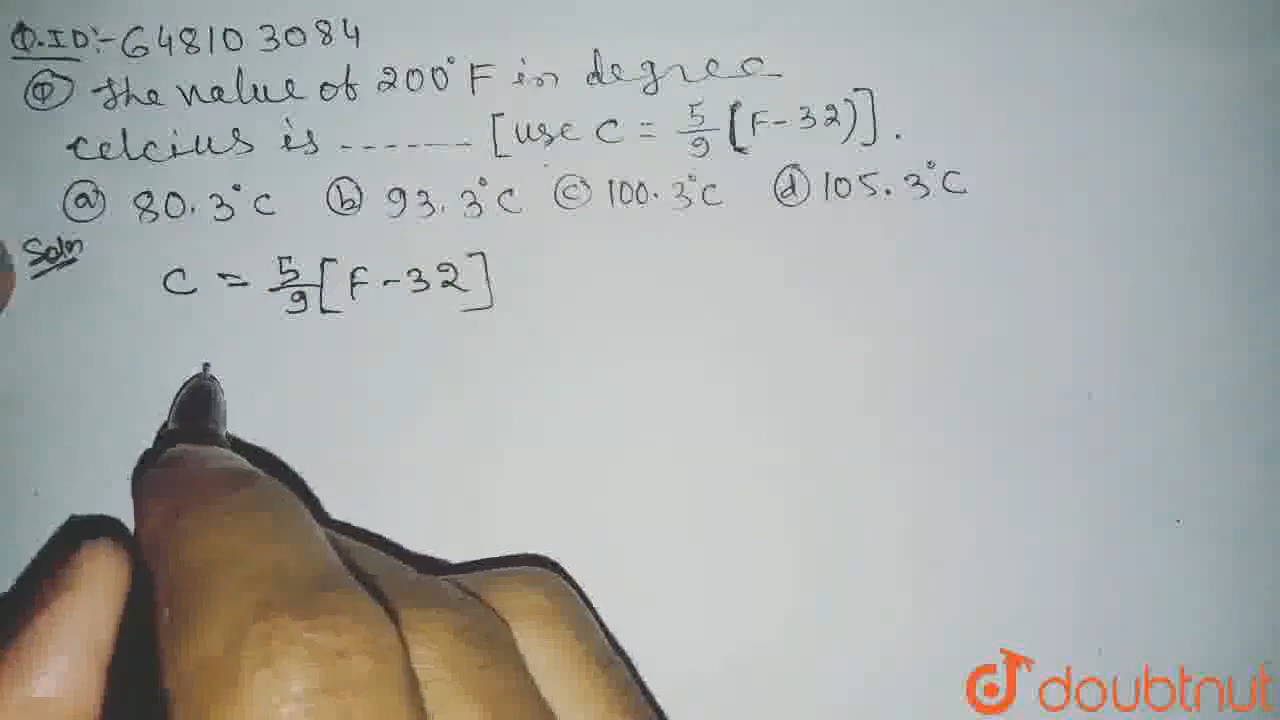 Q.ID:-648103084
Q The value of 200°F in degree
celcius is ------- [use C = 5/9 [F-32)].
a 80.3°C b 93.3°C c 100.3°C d 105.3°C
Soln
C = 5/9 [F-32]
doubtnut